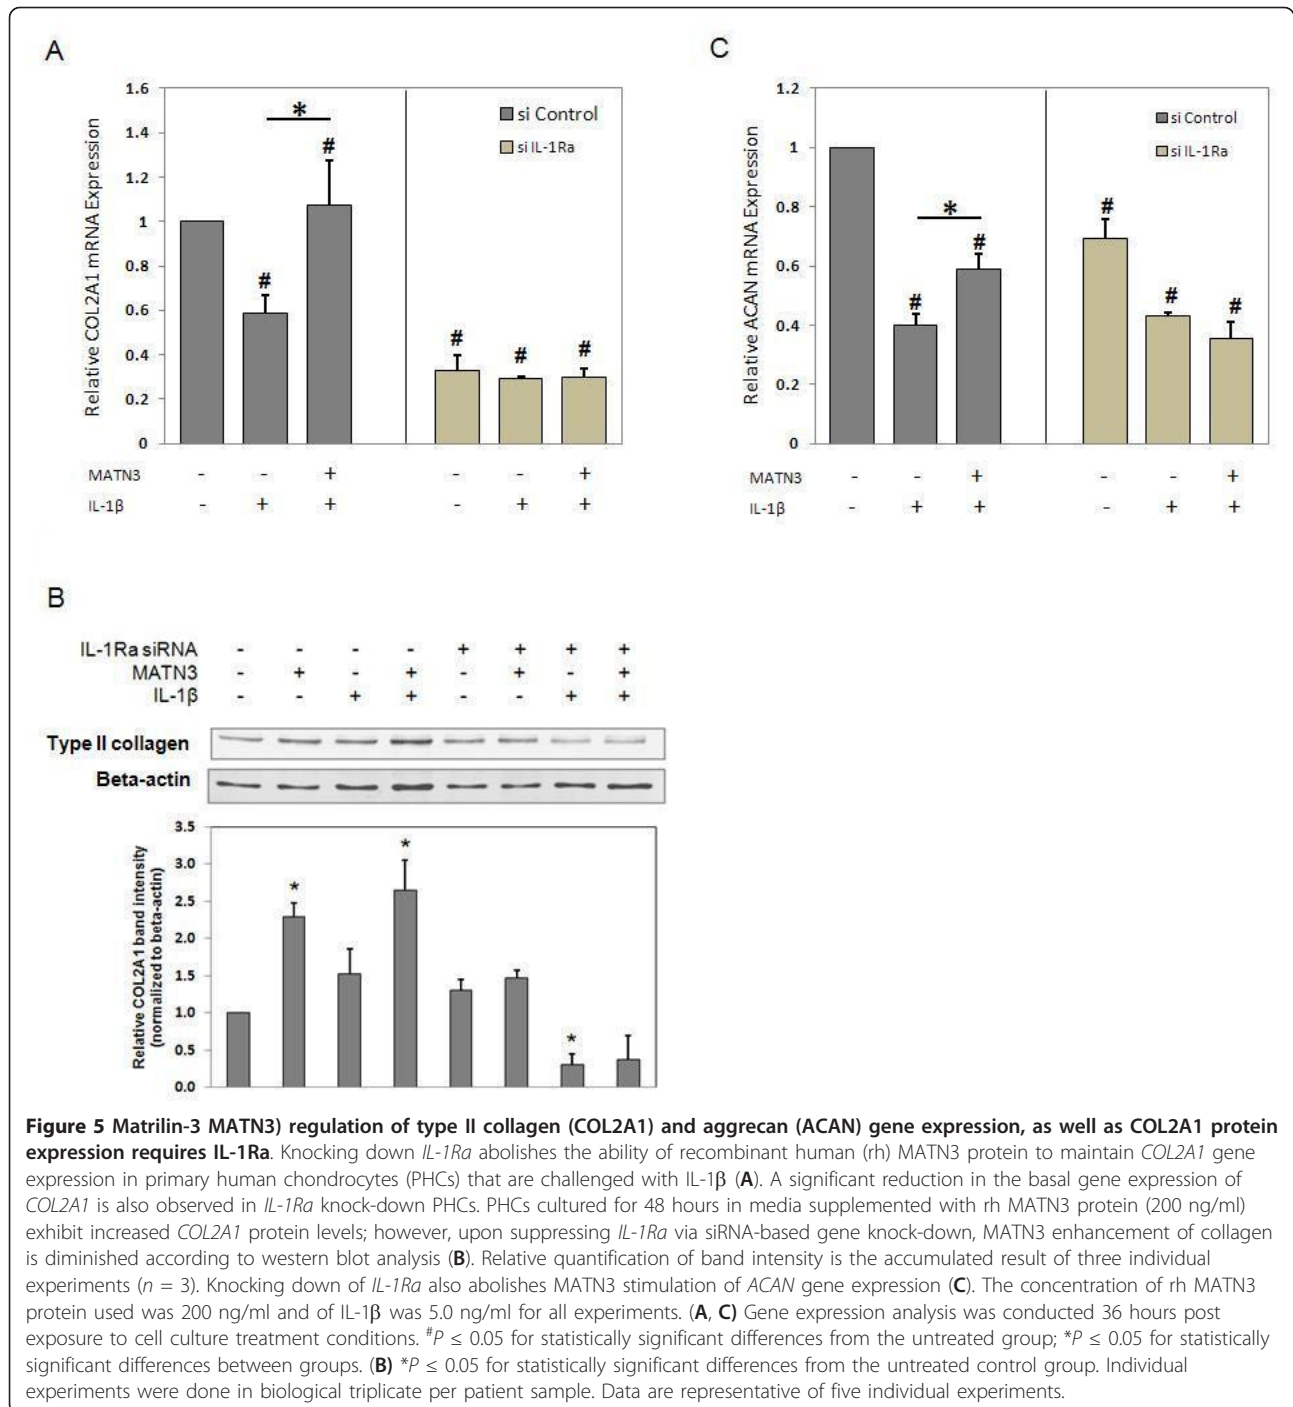 A
Relative COL2A1 mRNA Expression
1.6
1.4
1.2
1
0.8
0.6
0.4
0.2
0
*
#
#
#
#
#
si Control
si IL-1Ra
MATN3 - - + - - +
IL-1β - + + - + +
C
Relative ACAN mRNA Expression
1.2
1
0.8
0.6
0.4
0.2
0
*
#
#
#
#
#
si Control
si IL-1Ra
MATN3 - - + - - +
IL-1β - + + - + +
B
IL-1Ra siRNA - - - - + + + +
MATN3 - + - + - + - +
IL-1β - - + + - - + +
Type II collagen
Beta-actin
Relative COL2A1 band intensity
(normalized to beta-actin)
3.5
3.0
2.5
2.0
1.5
1.0
0.5
0.0
*
*
*
Figure 5 Matrilin-3 MATN3) regulation of type II collagen (COL2A1) and aggrecan (ACAN) gene expression, as well as COL2A1 protein
expression requires IL-1Ra. Knocking down IL-1Ra abolishes the ability of recombinant human (rh) MATN3 protein to maintain COL2A1 gene
expression in primary human chondrocytes (PHCs) that are challenged with IL-1β (A). A significant reduction in the basal gene expression of
COL2A1 is also observed in IL-1Ra knock-down PHCs. PHCs cultured for 48 hours in media supplemented with rh MATN3 protein (200 ng/ml)
exhibit increased COL2A1 protein levels; however, upon suppressing IL-1Ra via siRNA-based gene knock-down, MATN3 enhancement of collagen
is diminished according to western blot analysis (B). Relative quantification of band intensity is the accumulated result of three individual
experiments (n = 3). Knocking down of IL-1Ra also abolishes MATN3 stimulation of ACAN gene expression (C). The concentration of rh MATN3
protein used was 200 ng/ml and of IL-1β was 5.0 ng/ml for all experiments. (A, C) Gene expression analysis was conducted 36 hours post
exposure to cell culture treatment conditions. #P ≤ 0.05 for statistically significant differences from the untreated group; *P ≤ 0.05 for statistically
significant differences between groups. (B) *P ≤ 0.05 for statistically significant differences from the untreated control group. Individual
experiments were done in biological triplicate per patient sample. Data are representative of five individual experiments.